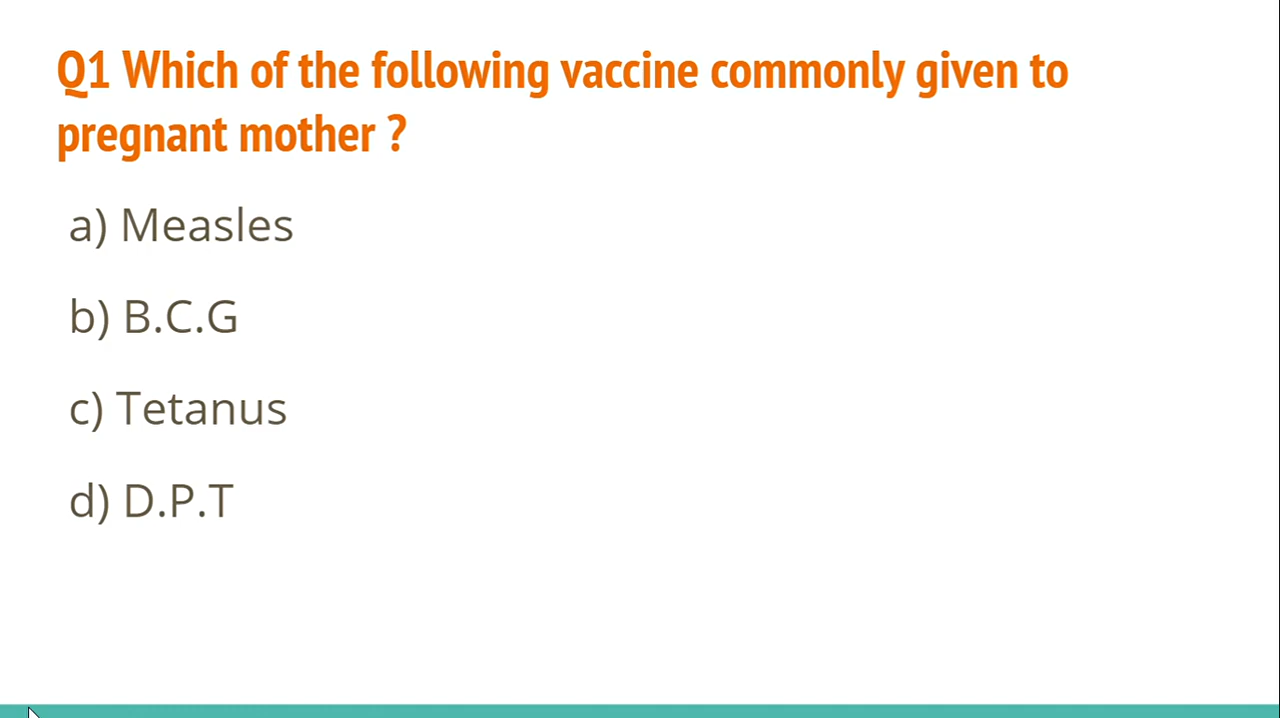 Q1 Which of the following vaccine commonly given to
pregnant mother ?
a) Measles
b) B.C.G
c) Tetanus
d) D.P.T